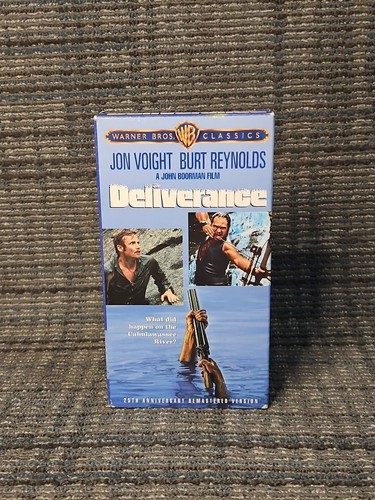 WARNER BROS. WB CLASSICS
JON VOIGHT BURT REYNOLDS
A JOHN BOORMAN FILM
Deliverance
What did
happen on the
Cahulawassee
River?
25TH ANNIVERSARY REMASTERED VERSION